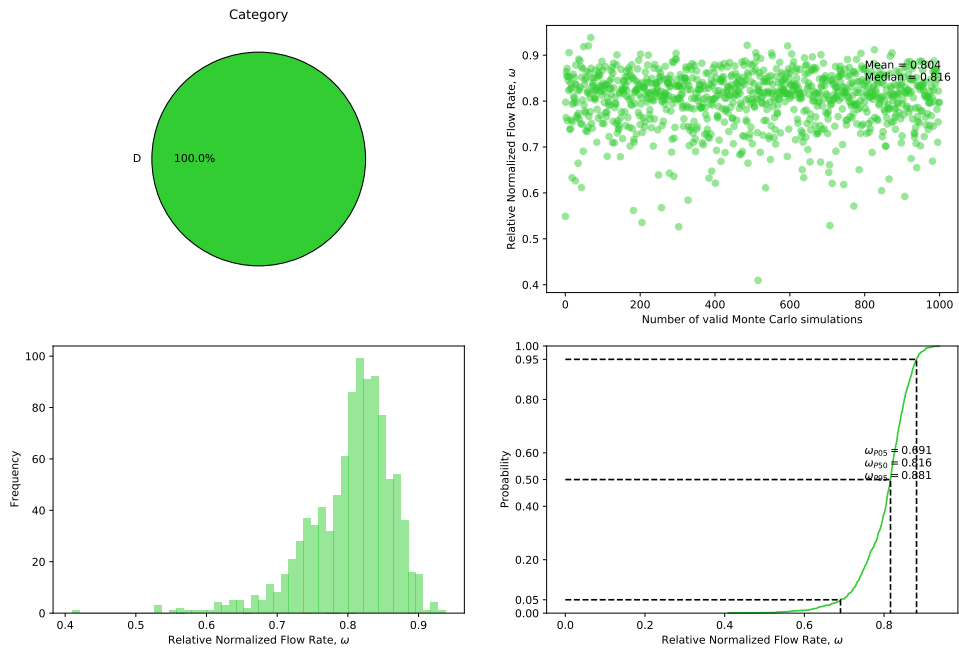 Category
D
100.0%
Relative Normalized Flow Rate, ω
0.9
0.8
0.7
0.6
0.5
0.4
Mean = 0.804
Median = 0.816
0 200 400 600 800 1000
Number of valid Monte Carlo simulations
Frequency
100
80
60
40
20
0
0.4 0.5 0.6 0.7 0.8 0.9
Relative Normalized Flow Rate, ω
Probability
1.00
0.95
0.80
0.60
0.50
0.40
0.20
0.05
0.00
ω_P05 = 0.691
ω_P50 = 0.816
ω_P95 = 0.881
0.0 0.2 0.4 0.6 0.8
Relative Normalized Flow Rate, ω